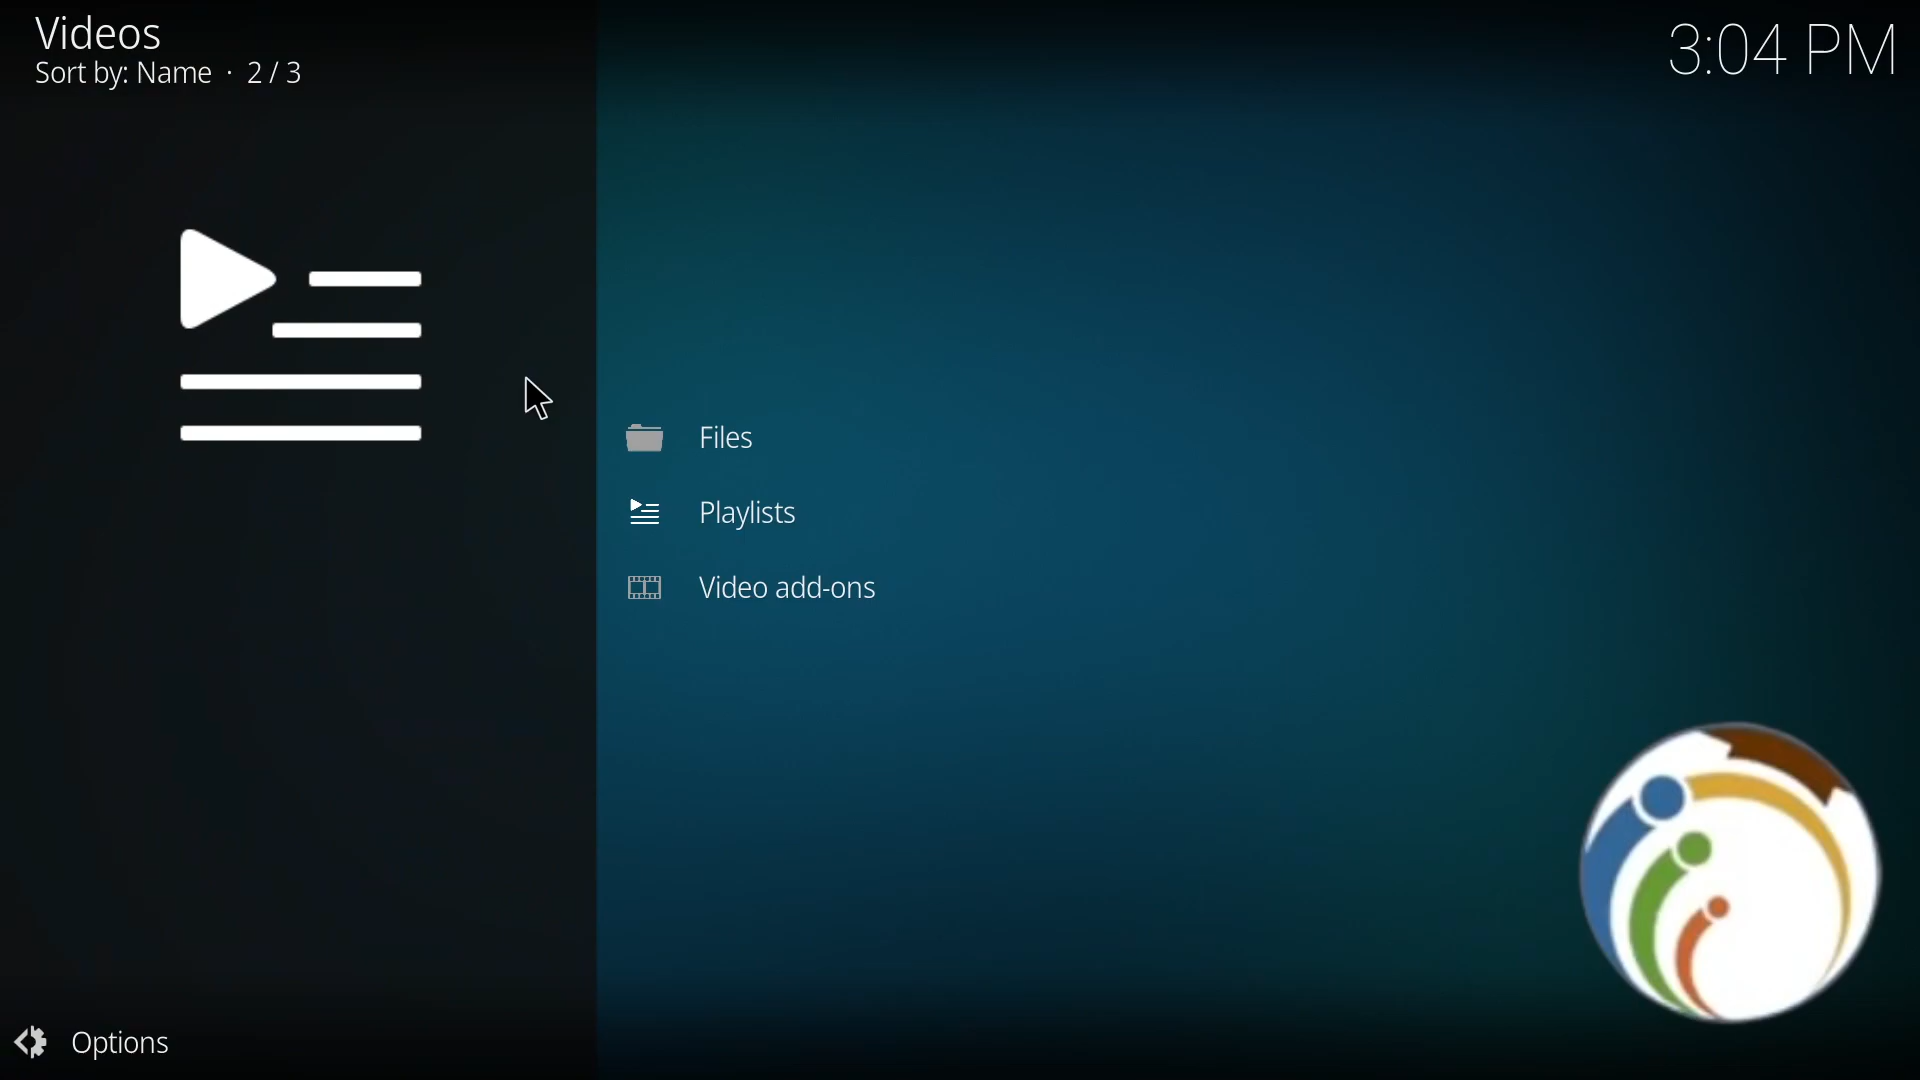 Videos
Sort by: Name · 2 / 3
3:04 PM
Files
Playlists
Video add-ons
Options